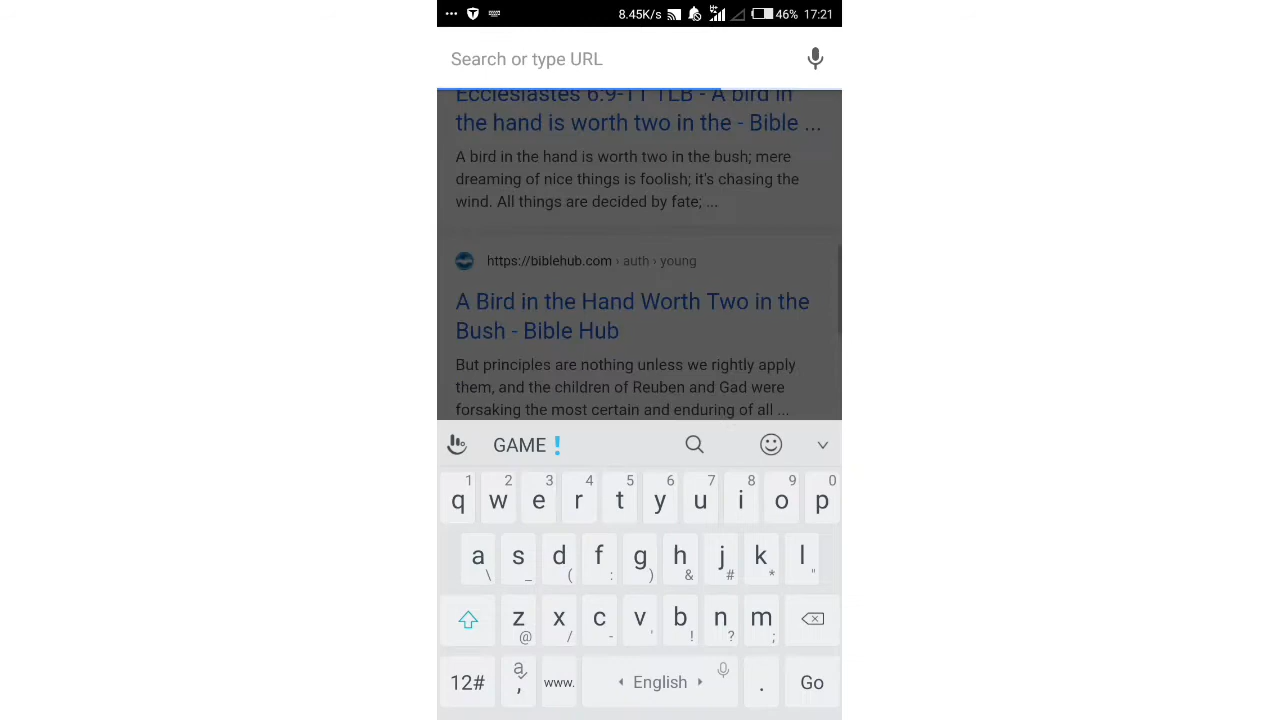 8.45K/s 46% 17:21
Search or type URL
Ecclesiastes 6:9-11 TLB - A bird in
the hand is worth two in the - Bible ...
A bird in the hand is worth two in the bush; mere
dreaming of nice things is foolish; it's chasing the
wind. All things are decided by fate; ...
https://biblehub.com › auth › young
A Bird in the Hand Worth Two in the
Bush - Bible Hub
But principles are nothing unless we rightly apply
them, and the children of Reuben and Gad were
forsaking the most certain and enduring of all ...
GAME !
1 2 3 4 5 6 7 8 9 0
q w e r t y u i o p
a s d f g h j k l
\ _ ( : ) & # * "
z x c v b n m
@ / - ' ! ? ;
12# a , www. English . Go